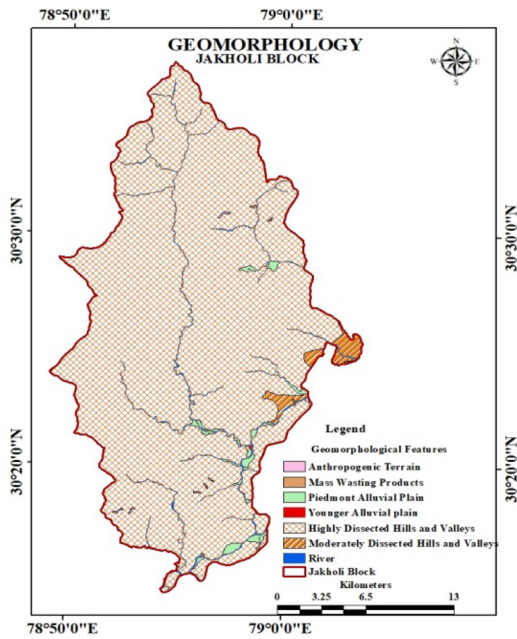 78°50'0"E 79°0'0"E
GEOMORPHOLOGY
JAKHOLI BLOCK
N
W E
S
30°30'0"N 30°30'0"N
30°20'0"N 30°20'0"N
Legend
Geomorphological Features
Anthropogenic Terrain
Mass Wasting Products
Piedmont Alluvial Plain
Younger Alluvial plain
Highly Dissected Hills and Valleys
Moderately Dissected Hills and Valleys
River
Jakholi Block
Kilometers
0 3.25 6.5 13
78°50'0"E 79°0'0"E